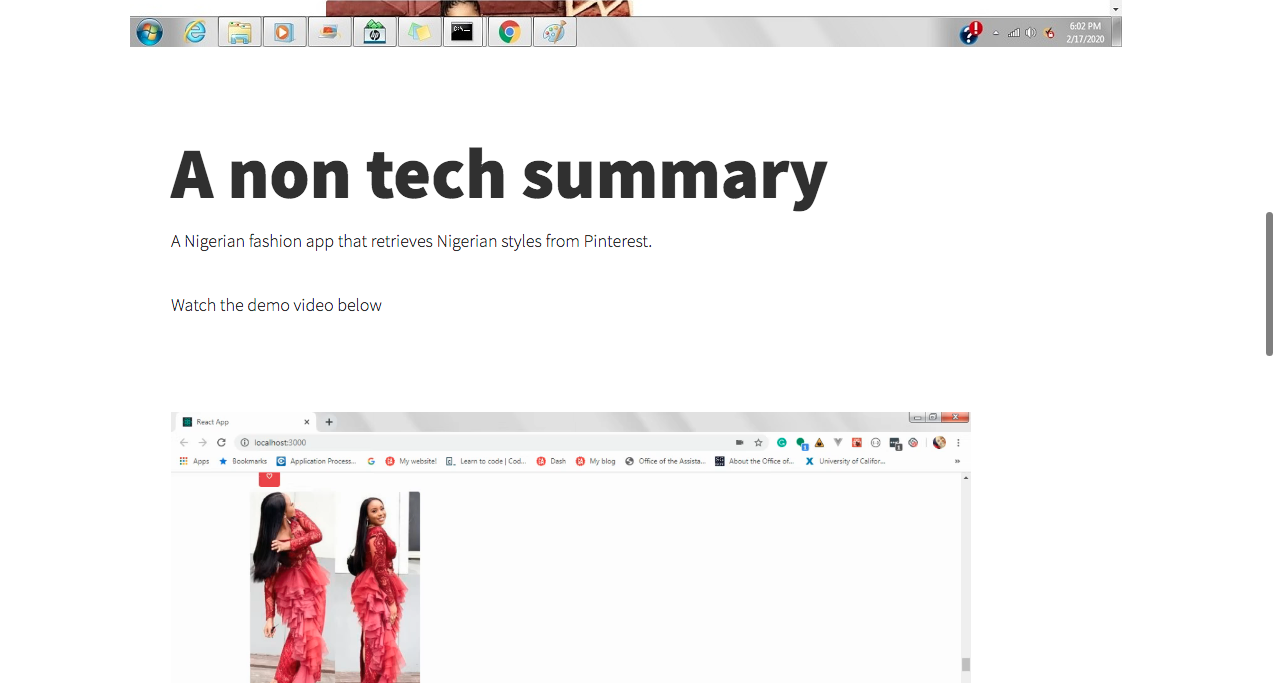 6:02 PM
2/17/2020
A non tech summary
A Nigerian fashion app that retrieves Nigerian styles from Pinterest.
Watch the demo video below
React App
localhost:3000
Apps Bookmarks Application Process... My website! Learn to code | Cod... Dash My blog Office of the Assista... About the Office of... University of Califor... »